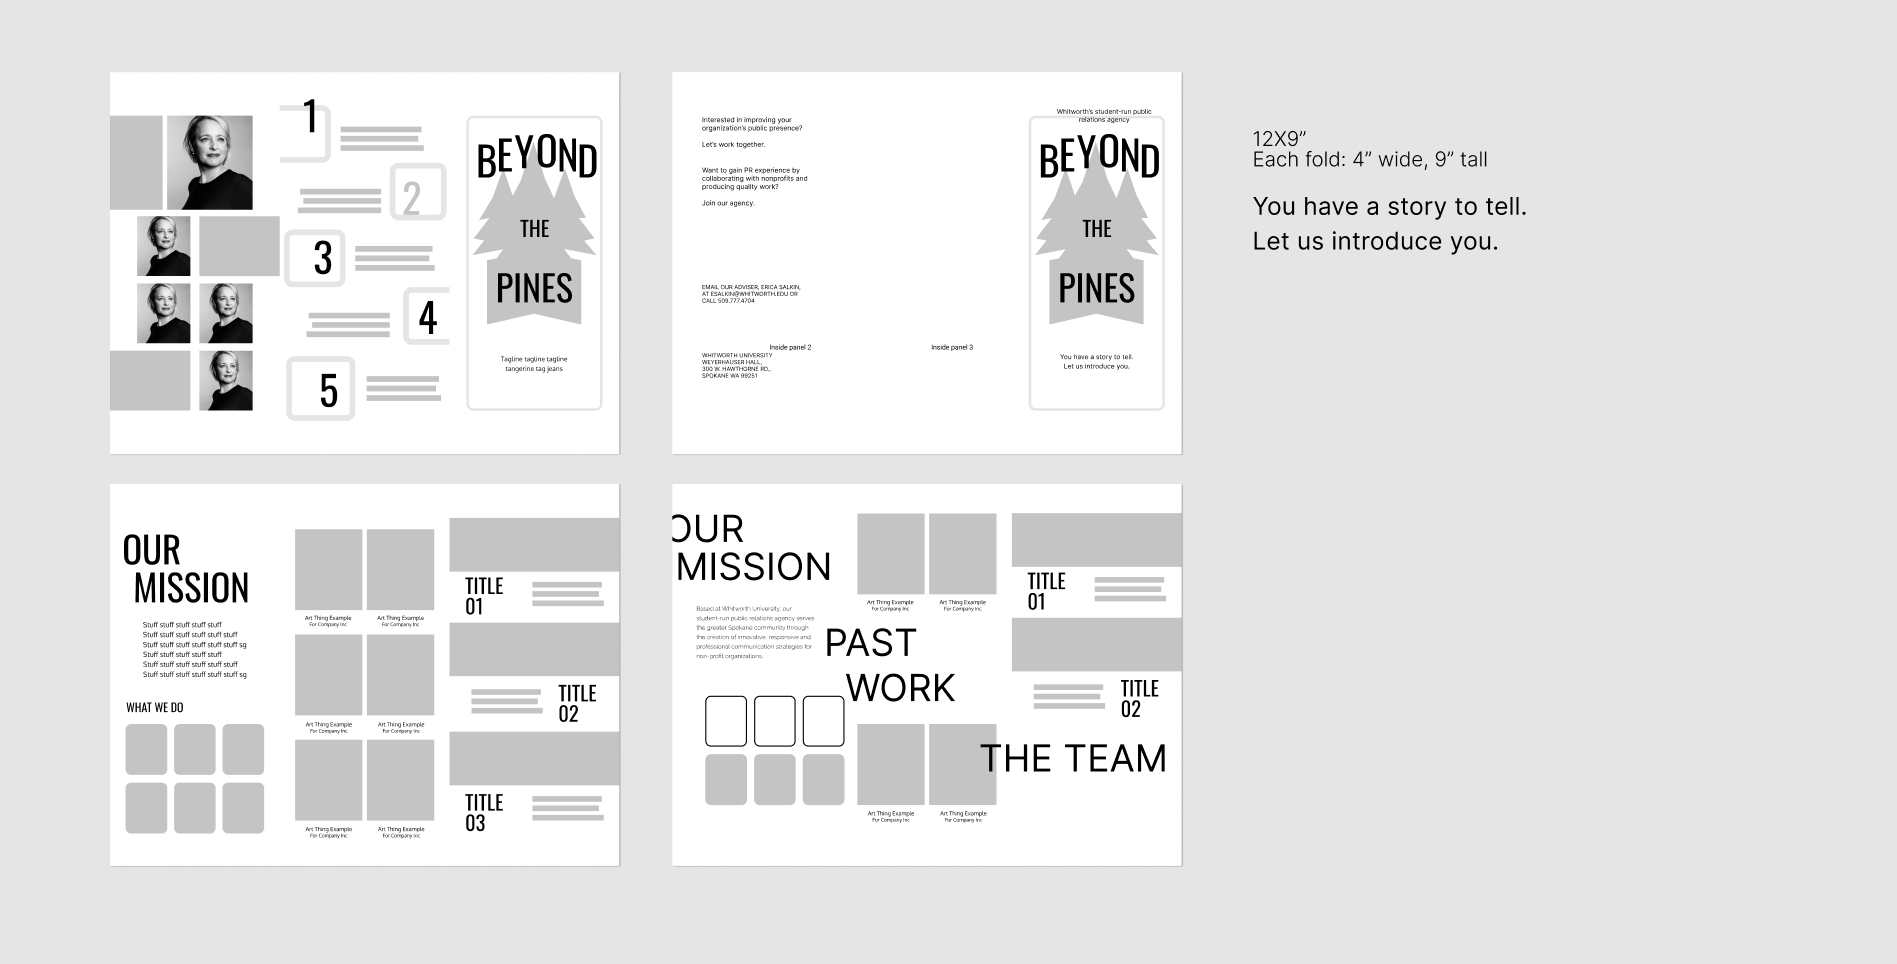 1
2
3
4
5
BEYOND
THE
PINES
Tagline tagline tagline
tangerine tag jeans
Interested in improving your
organization's public presence?
Let's work together.
Want to gain PR experience by
collaborating with nonprofits and
producing quality work?
Join our agency.
EMAIL OUR ADVISER, ERICA SALKIN,
AT ESALKIN@WHITWORTH.EDU OR
CALL 509.777.4704
Inside panel 2
WHITWORTH UNIVERSITY
WEYERHAUSER HALL,
300 W. HAWTHORNE RD.,
SPOKANE WA 99251
Inside panel 3
Whitworth's student-run public
relations agency
BEYOND
THE
PINES
You have a story to tell.
Let us introduce you.
12X9”
Each fold: 4” wide, 9” tall
You have a story to tell.
Let us introduce you.
OUR
MISSION
Stuff stuff stuff stuff stuff
Stuff stuff stuff stuff stuff stuff
Stuff stuff stuff stuff stuff stuff sg
Stuff stuff stuff stuff stuff
Stuff stuff stuff stuff stuff stuff
Stuff stuff stuff stuff stuff stuff sg
WHAT WE DO
Art Thing Example
For Company Inc
Art Thing Example
For Company Inc
Art Thing Example
For Company Inc
Art Thing Example
For Company Inc
Art Thing Example
For Company Inc
Art Thing Example
For Company Inc
TITLE
01
TITLE
02
TITLE
03
OUR
MISSION
Based at Whitworth University, our
student-run public relations agency serves
the greater Spokane community through
the creation of innovative, responsive and
professional communication strategies for
non-profit organizations.
Art Thing Example
For Company Inc
Art Thing Example
For Company Inc
PAST
WORK
Art Thing Example
For Company Inc
Art Thing Example
For Company Inc
TITLE
01
TITLE
02
THE TEAM